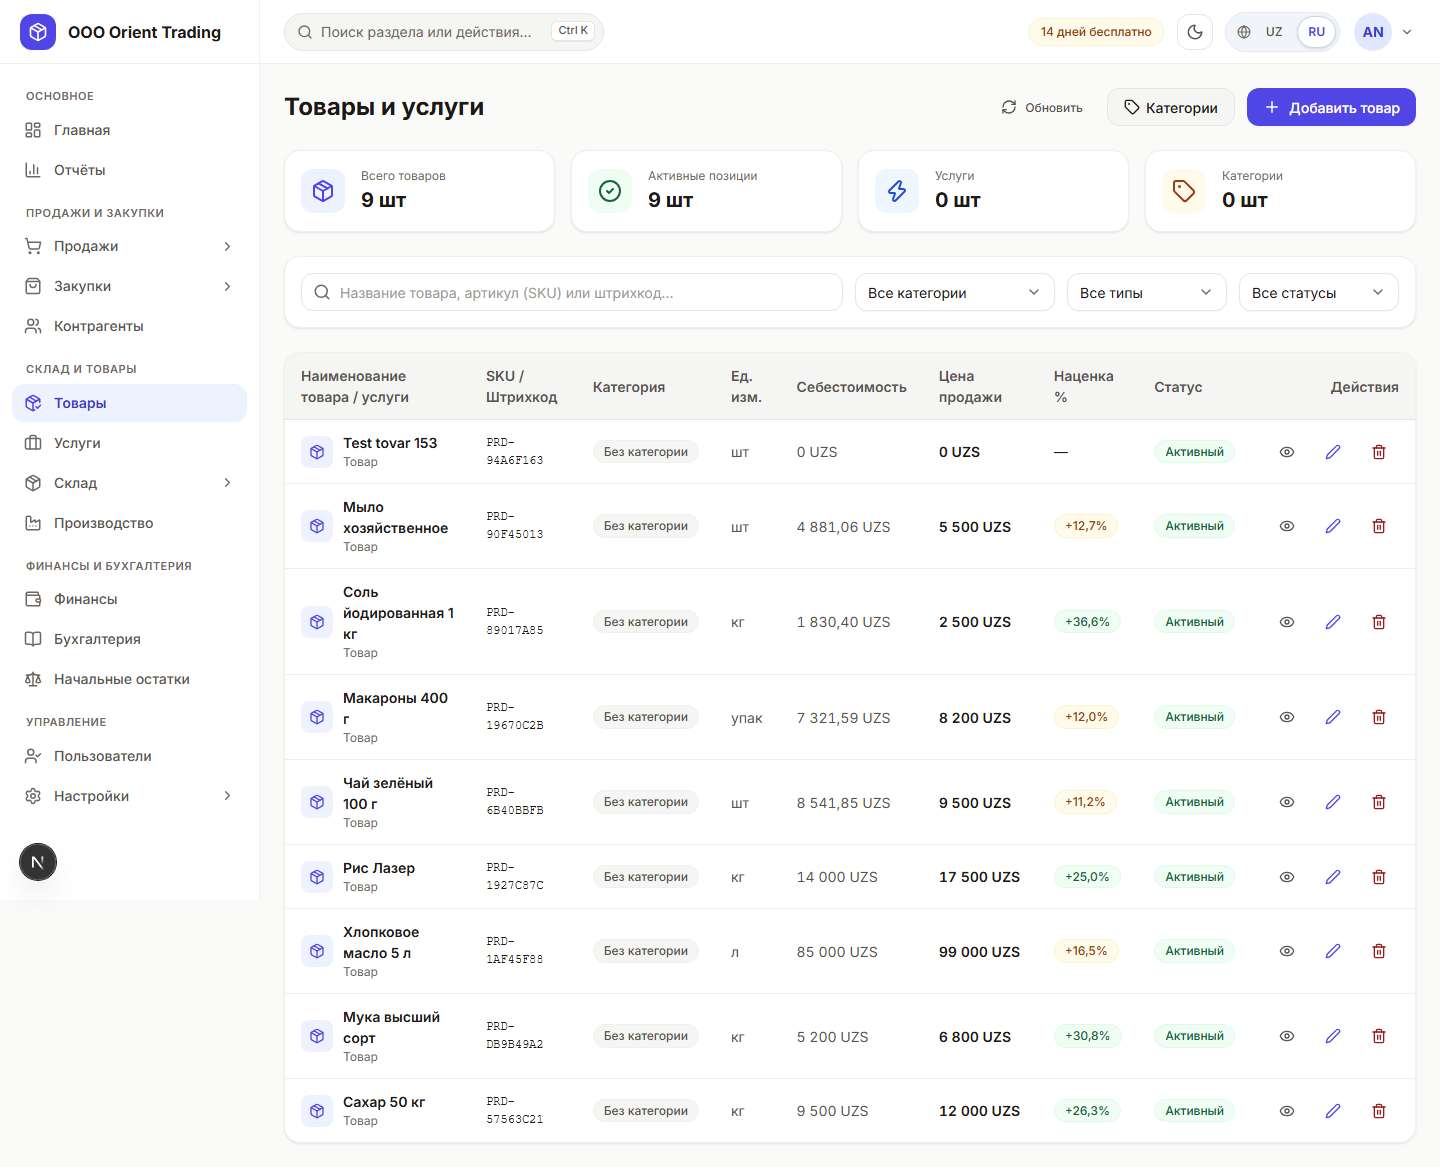 ООО Orient Trading
Поиск раздела или действия...
Ctrl K
14 дней бесплатно
UZ
RU
AN
ОСНОВНОЕ
Главная
Отчёты
ПРОДАЖИ И ЗАКУПКИ
Продажи
Закупки
Контрагенты
СКЛАД И ТОВАРЫ
Товары
Услуги
Склад
Производство
ФИНАНСЫ И БУХГАЛТЕРИЯ
Финансы
Бухгалтерия
Начальные остатки
УПРАВЛЕНИЕ
Пользователи
Настройки
N
Товары и услуги
Обновить
Категории
Добавить товар
Всего товаров
9 шт
Активные позиции
9 шт
Услуги
0 шт
Категории
0 шт
Название товара, артикул (SKU) или штрихкод...
Все категории
Все типы
Все статусы
Наименование
товара / услуги
SKU /
Штрихкод
Категория
Ед.
изм.
Себестоимость
Цена
продажи
Наценка
%
Статус
Действия
Test tovar 153
Товар
PRD-
94A6F163
Без категории
шт
0 UZS
0 UZS
—
Активный
Мыло
хозяйственное
Товар
PRD-
90F45013
Без категории
шт
4 881,06 UZS
5 500 UZS
+12,7%
Активный
Соль
йодированная 1
кг
Товар
PRD-
89017A85
Без категории
кг
1 830,40 UZS
2 500 UZS
+36,6%
Активный
Макароны 400
г
Товар
PRD-
19670C2B
Без категории
упак
7 321,59 UZS
8 200 UZS
+12,0%
Активный
Чай зелёный
100 г
Товар
PRD-
6B40BBFB
Без категории
шт
8 541,85 UZS
9 500 UZS
+11,2%
Активный
Рис Лазер
Товар
PRD-
1927C87C
Без категории
кг
14 000 UZS
17 500 UZS
+25,0%
Активный
Хлопковое
масло 5 л
Товар
PRD-
1AF45F88
Без категории
л
85 000 UZS
99 000 UZS
+16,5%
Активный
Мука высший
сорт
Товар
PRD-
DB9B49A2
Без категории
кг
5 200 UZS
6 800 UZS
+30,8%
Активный
Сахар 50 кг
Товар
PRD-
57563C21
Без категории
кг
9 500 UZS
12 000 UZS
+26,3%
Активный